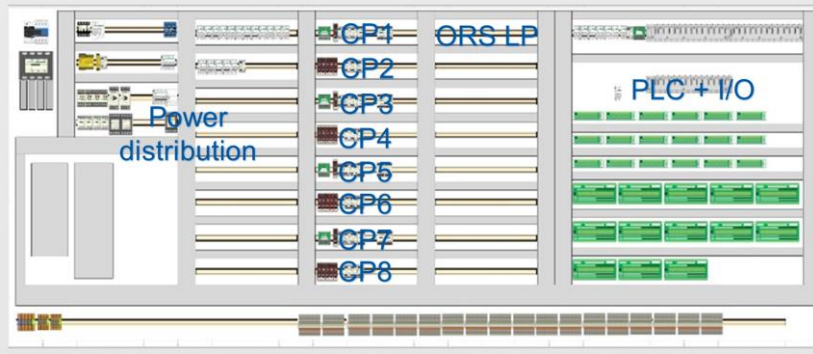 CP1
ORS LP
CP2
CP3
PLC + I/O
Power
distribution
CP4
CP5
CP6
CP7
CP8